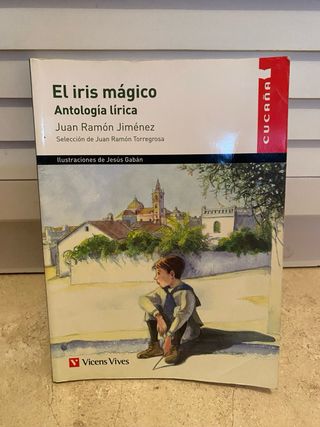 El iris mágico
Antología lírica
Juan Ramón Jiménez
Selección de Juan Ramón Torregrosa
Ilustraciones de Jesús Gabán
CUCAÑA
Vicens Vives